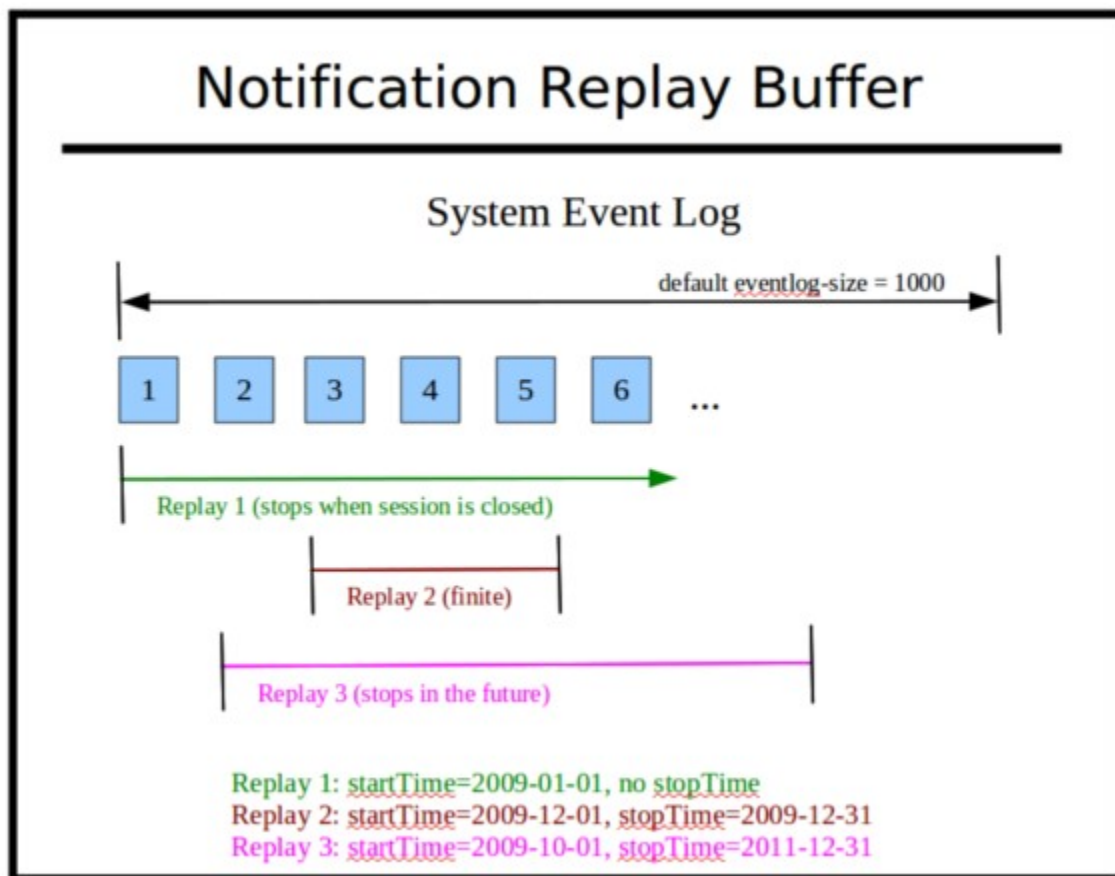 Notification Replay Buffer
System Event Log
default eventlog-size = 1000
1 2 3 4 5 6 ...
Replay 1 (stops when session is closed)
Replay 2 (finite)
Replay 3 (stops in the future)
Replay 1: startTime=2009-01-01, no stopTime
Replay 2: startTime=2009-12-01, stopTime=2009-12-31
Replay 3: startTime=2009-10-01, stopTime=2011-12-31